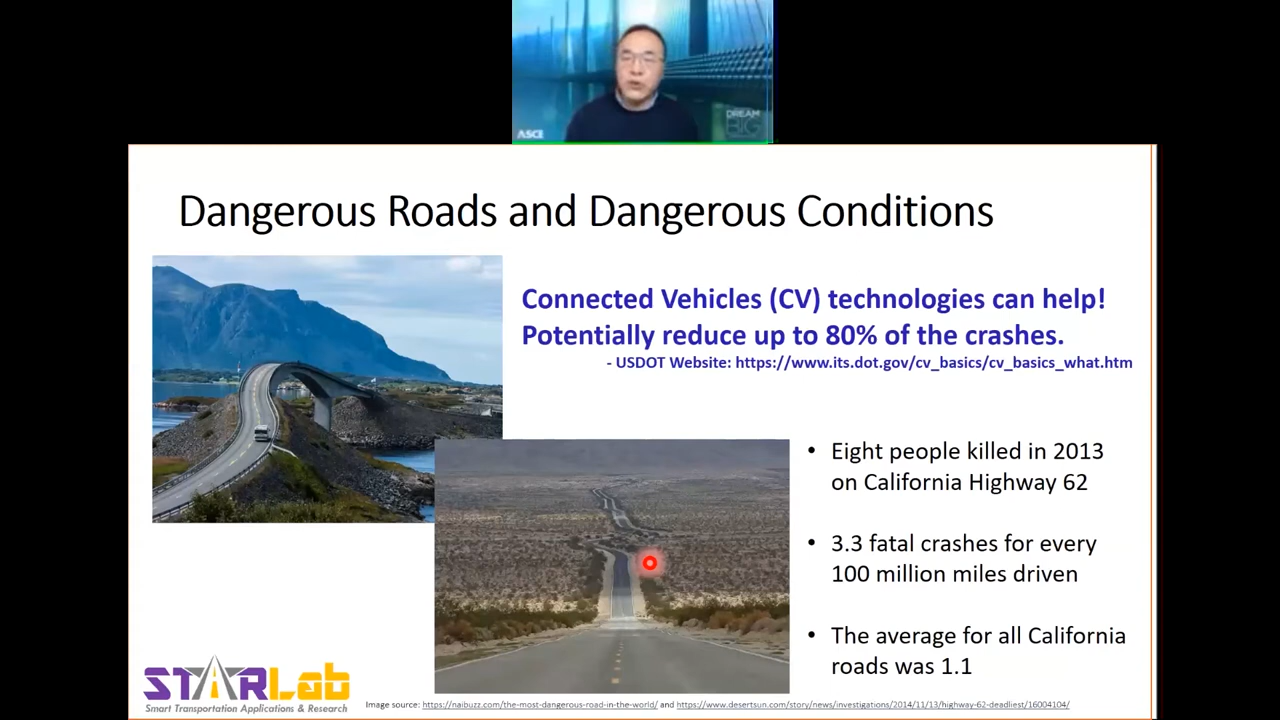 ASCE
DREAM
BIG
Dangerous Roads and Dangerous Conditions
Connected Vehicles (CV) technologies can help!
Potentially reduce up to 80% of the crashes.
- USDOT Website: https://www.its.dot.gov/cv_basics/cv_basics_what.htm
• Eight people killed in 2013
on California Highway 62
• 3.3 fatal crashes for every
100 million miles driven
• The average for all California
roads was 1.1
STARLab
Smart Transportation Applications & Research
Image source: https://naibuzz.com/the-most-dangerous-road-in-the-world/ and https://www.desertsun.com/story/news/investigations/2014/11/13/highway-62-deadliest/16004104/